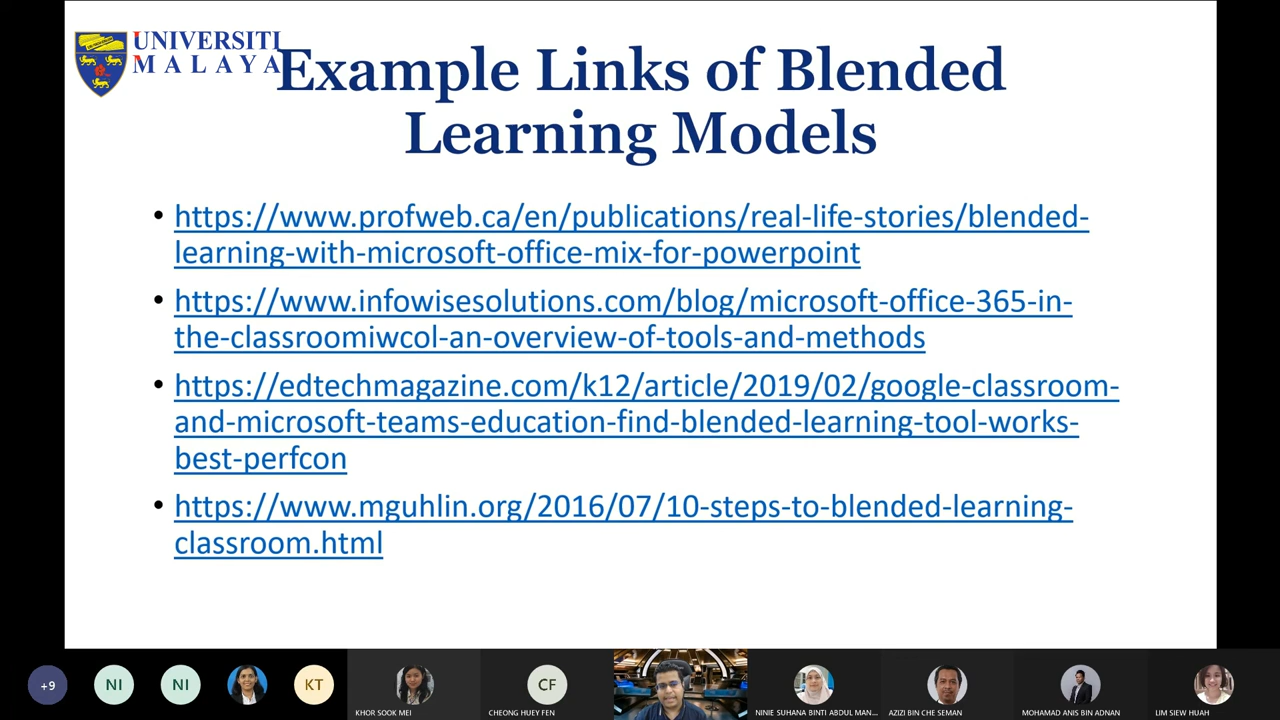 UNIVERSITI
MALAYA
Example Links of Blended
Learning Models
• https://www.profweb.ca/en/publications/real-life-stories/blended-
learning-with-microsoft-office-mix-for-powerpoint
• https://www.infowisesolutions.com/blog/microsoft-office-365-in-
the-classroomiwcol-an-overview-of-tools-and-methods
• https://edtechmagazine.com/k12/article/2019/02/google-classroom-
and-microsoft-teams-education-find-blended-learning-tool-works-
best-perfcon
• https://www.mguhlin.org/2016/07/10-steps-to-blended-learning-
classroom.html
+9
NI
NI
KT
KHOR SOOK MEI
CF
CHEONG HUEY FEN
NINIE SUHANA BINTI ABDUL MAN...
AZIZI BIN CHE SEMAN
MOHAMAD ANIS BIN ADNAN
LIM SIEW HUAH